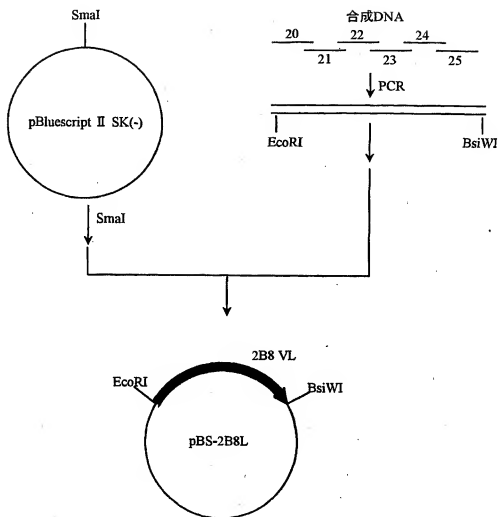 SmaI
pBluescript II SK(-)
SmaI
合成DNA
20 22 24
21 23 25
PCR
EcoRI BsiWI
2B8 VL
EcoRI BsiWI
pBS-2B8L